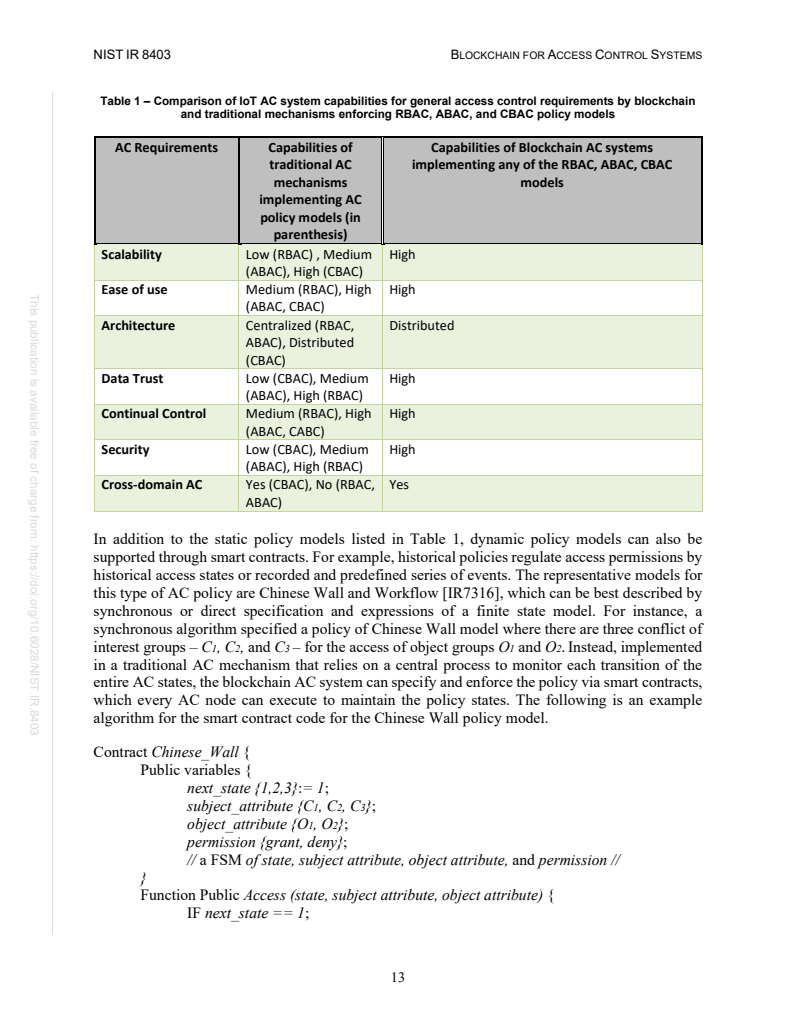 NIST IR 8403 BLOCKCHAIN FOR ACCESS CONTROL SYSTEMS
This publication is available free of charge from: https://doi.org/10.6028/NIST.IR.8403
Table 1 – Comparison of IoT AC system capabilities for general access control requirements by blockchain
and traditional mechanisms enforcing RBAC, ABAC, and CBAC policy models
AC Requirements
Capabilities of
traditional AC
mechanisms
implementing AC
policy models (in
parenthesis)
Capabilities of Blockchain AC systems
implementing any of the RBAC, ABAC, CBAC
models
Scalability
Low (RBAC) , Medium
(ABAC), High (CBAC)
High
Ease of use
Medium (RBAC), High
(ABAC, CBAC)
High
Architecture
Centralized (RBAC,
ABAC), Distributed
(CBAC)
Distributed
Data Trust
Low (CBAC), Medium
(ABAC), High (RBAC)
High
Continual Control
Medium (RBAC), High
(ABAC, CABC)
High
Security
Low (CBAC), Medium
(ABAC), High (RBAC)
High
Cross-domain AC
Yes (CBAC), No (RBAC,
ABAC)
Yes
In addition to the static policy models listed in Table 1, dynamic policy models can also be
supported through smart contracts. For example, historical policies regulate access permissions by
historical access states or recorded and predefined series of events. The representative models for
this type of AC policy are Chinese Wall and Workflow [IR7316], which can be best described by
synchronous or direct specification and expressions of a finite state model. For instance, a
synchronous algorithm specified a policy of Chinese Wall model where there are three conflict of
interest groups – C1, C2, and C3 – for the access of object groups O1 and O2. Instead, implemented
in a traditional AC mechanism that relies on a central process to monitor each transition of the
entire AC states, the blockchain AC system can specify and enforce the policy via smart contracts,
which every AC node can execute to maintain the policy states. The following is an example
algorithm for the smart contract code for the Chinese Wall policy model.
Contract Chinese_Wall {
Public variables {
next_state {1,2,3}:= 1;
subject_attribute {C1, C2, C3};
object_attribute {O1, O2};
permission {grant, deny};
// a FSM of state, subject attribute, object attribute, and permission //
}
Function Public Access (state, subject attribute, object attribute) {
IF next_state == 1;
13